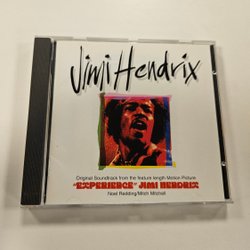 Jimi Hendrix
Original Soundtrack from the feature length Motion Picture
"EXPERIENCE" JIMI HENDRIX
Noel Redding/Mitch Mitchell